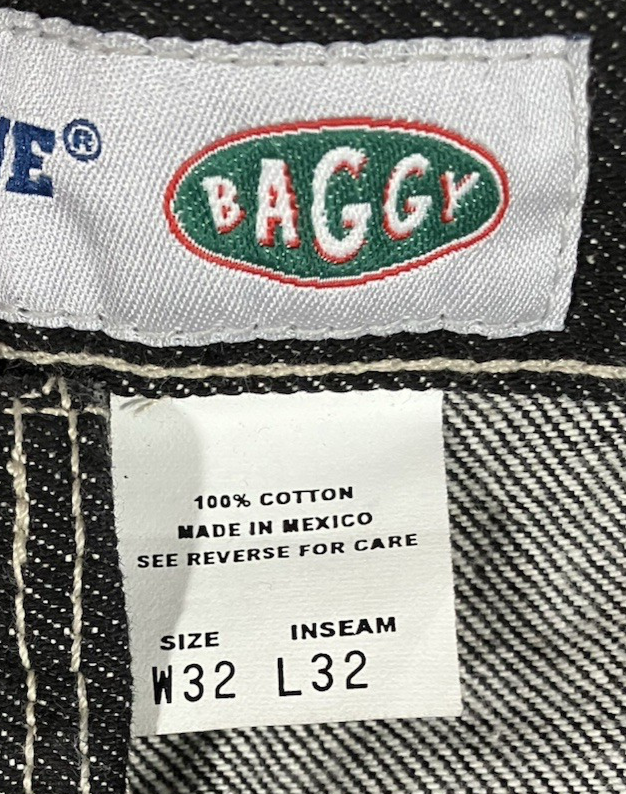 E®
BAGGY
100% COTTON
MADE IN MEXICO
SEE REVERSE FOR CARE
SIZE INSEAM
W32 L32